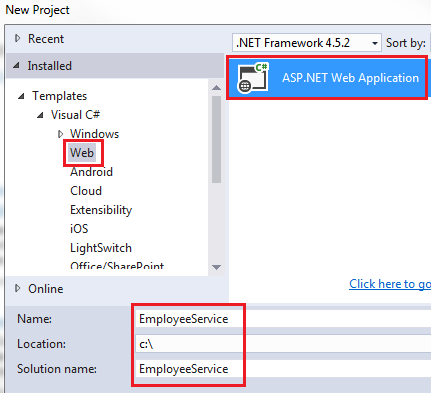 New Project
Recent
.NET Framework 4.5.2 Sort by:
Installed
C#
ASP.NET Web Application
Templates
Visual C#
Windows
Web
Android
Cloud
Extensibility
iOS
LightSwitch
Office/SharePoint
Click here to go
Online
Name: EmployeeService
Location: c:\
Solution name: EmployeeService